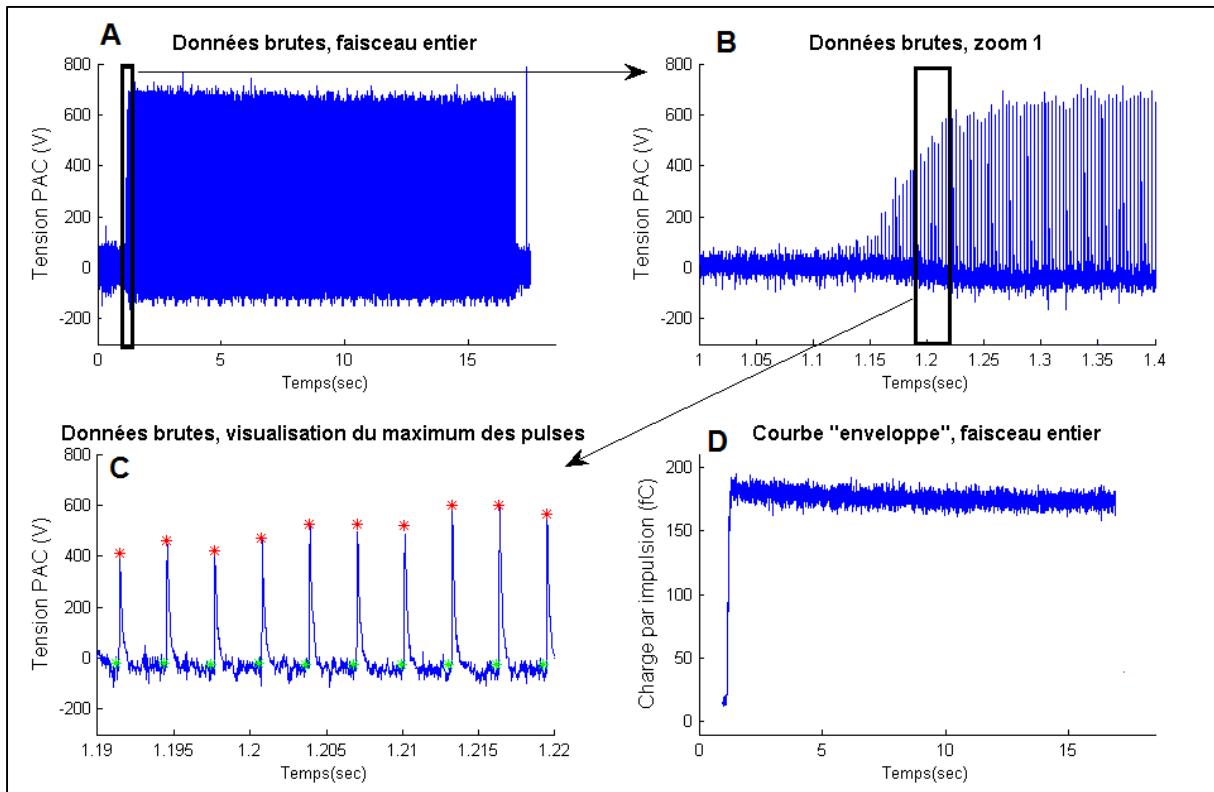 A
Données brutes, faisceau entier
800
600
400
200
0
-200
Tension PAC (V)
0
5
10
15
Temps(sec)
B
Données brutes, zoom 1
800
600
400
200
0
-200
Tension PAC (V)
1
1.05
1.1
1.15
1.2
1.25
1.3
1.35
1.4
Temps(sec)
Données brutes, visualisation du maximum des pulses
C
800
600
400
200
0
-200
Tension PAC (V)
1.19
1.195
1.2
1.205
1.21
1.215
1.22
Temps(sec)
Courbe "enveloppe", faisceau entier
D
200
150
100
50
0
Charge par impulsion (fC)
0
5
10
15
Temps(sec)